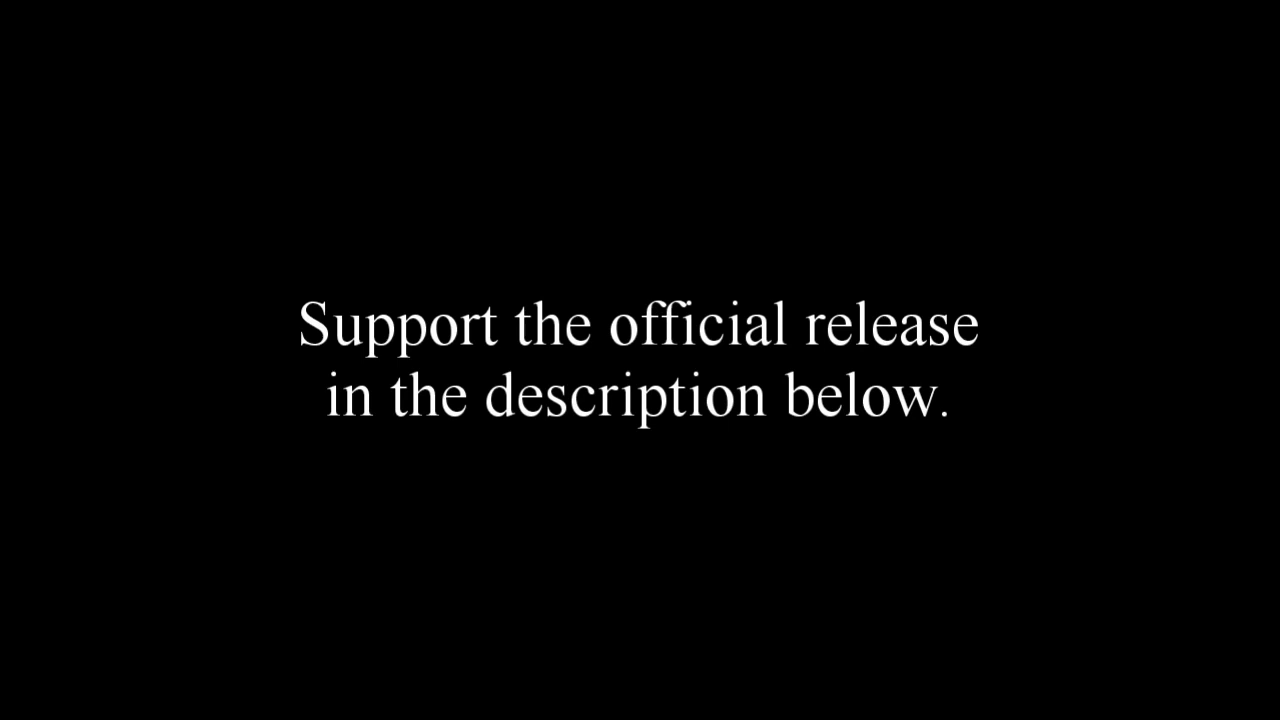 Support the official release
in the description below.